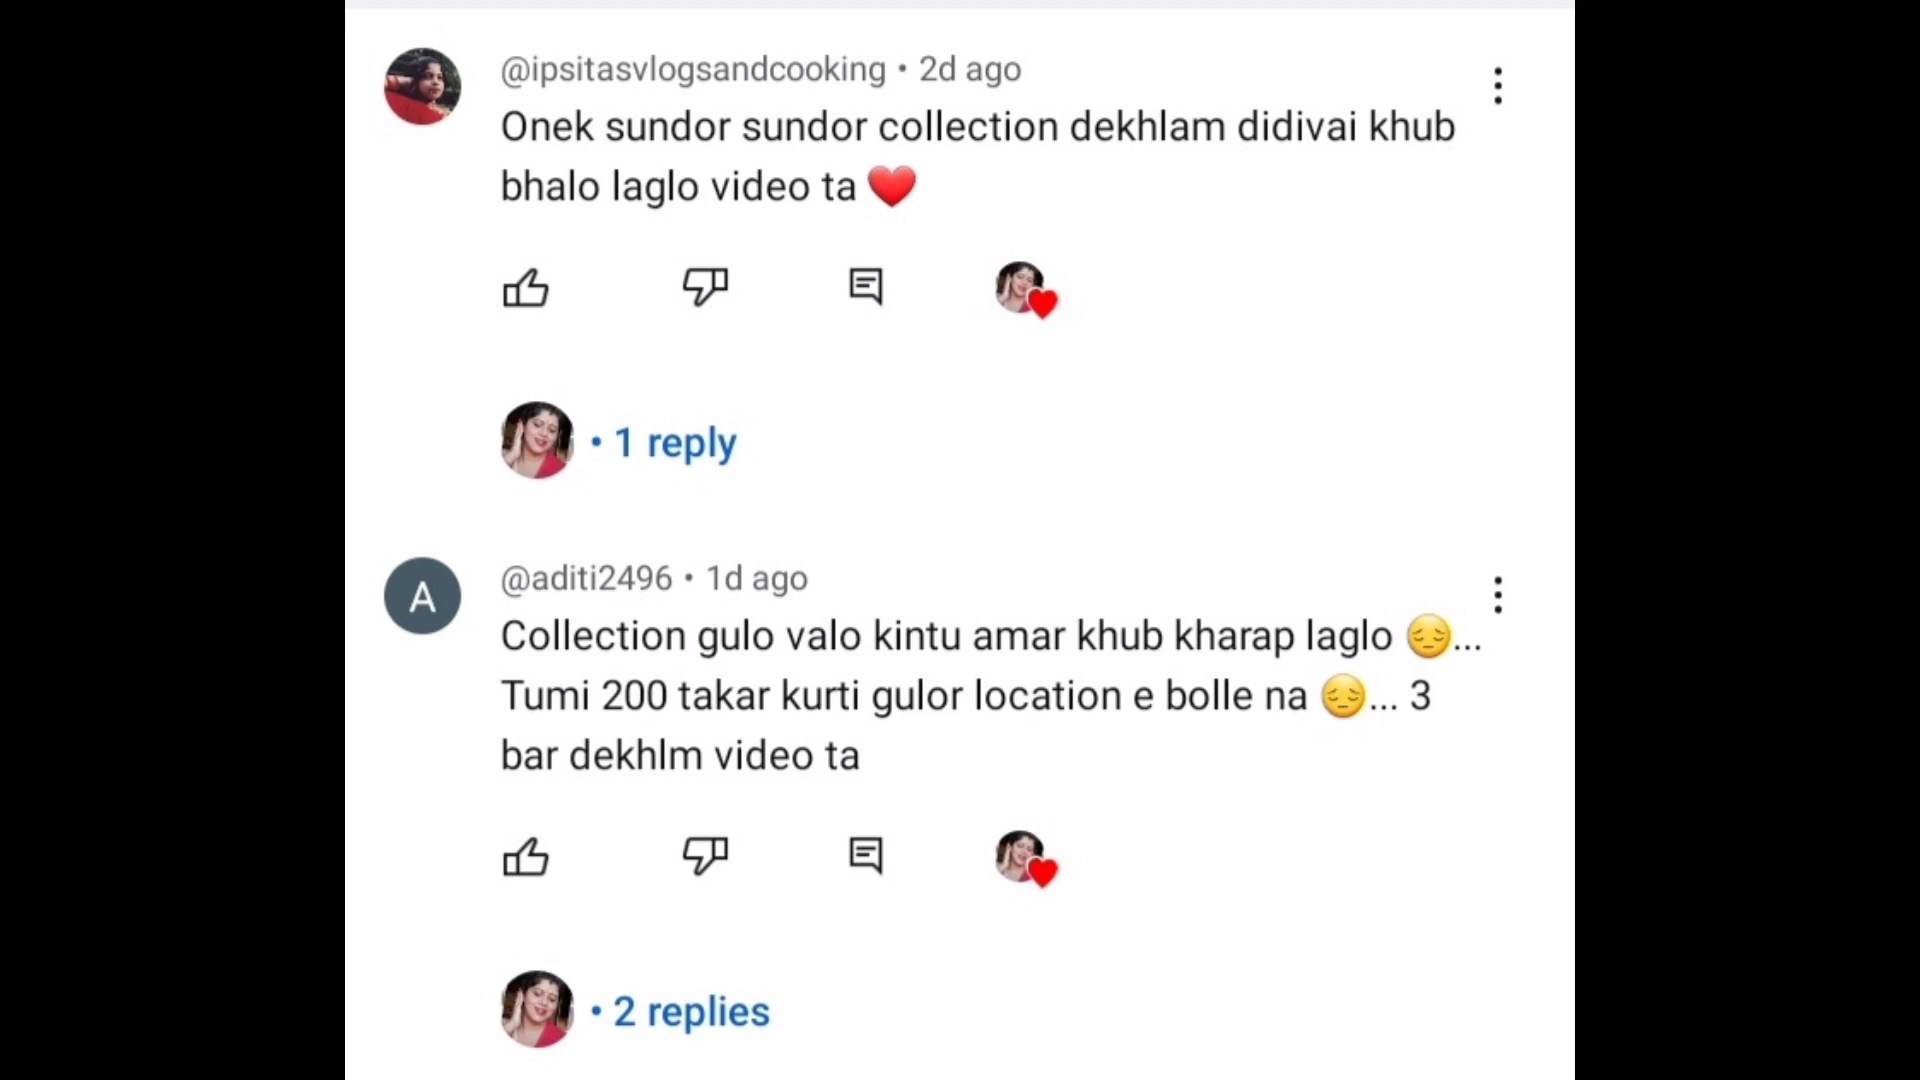 @ipsitasvlogsandcooking • 2d ago
Onek sundor sundor collection dekhlam didivai khub
bhalo laglo video ta ❤️
• 1 reply
A
@aditi2496 • 1d ago
Collection gulo valo kintu amar khub kharap laglo 😔...
Tumi 200 takar kurti gulor location e bolle na 😔... 3
bar dekhlm video ta
• 2 replies